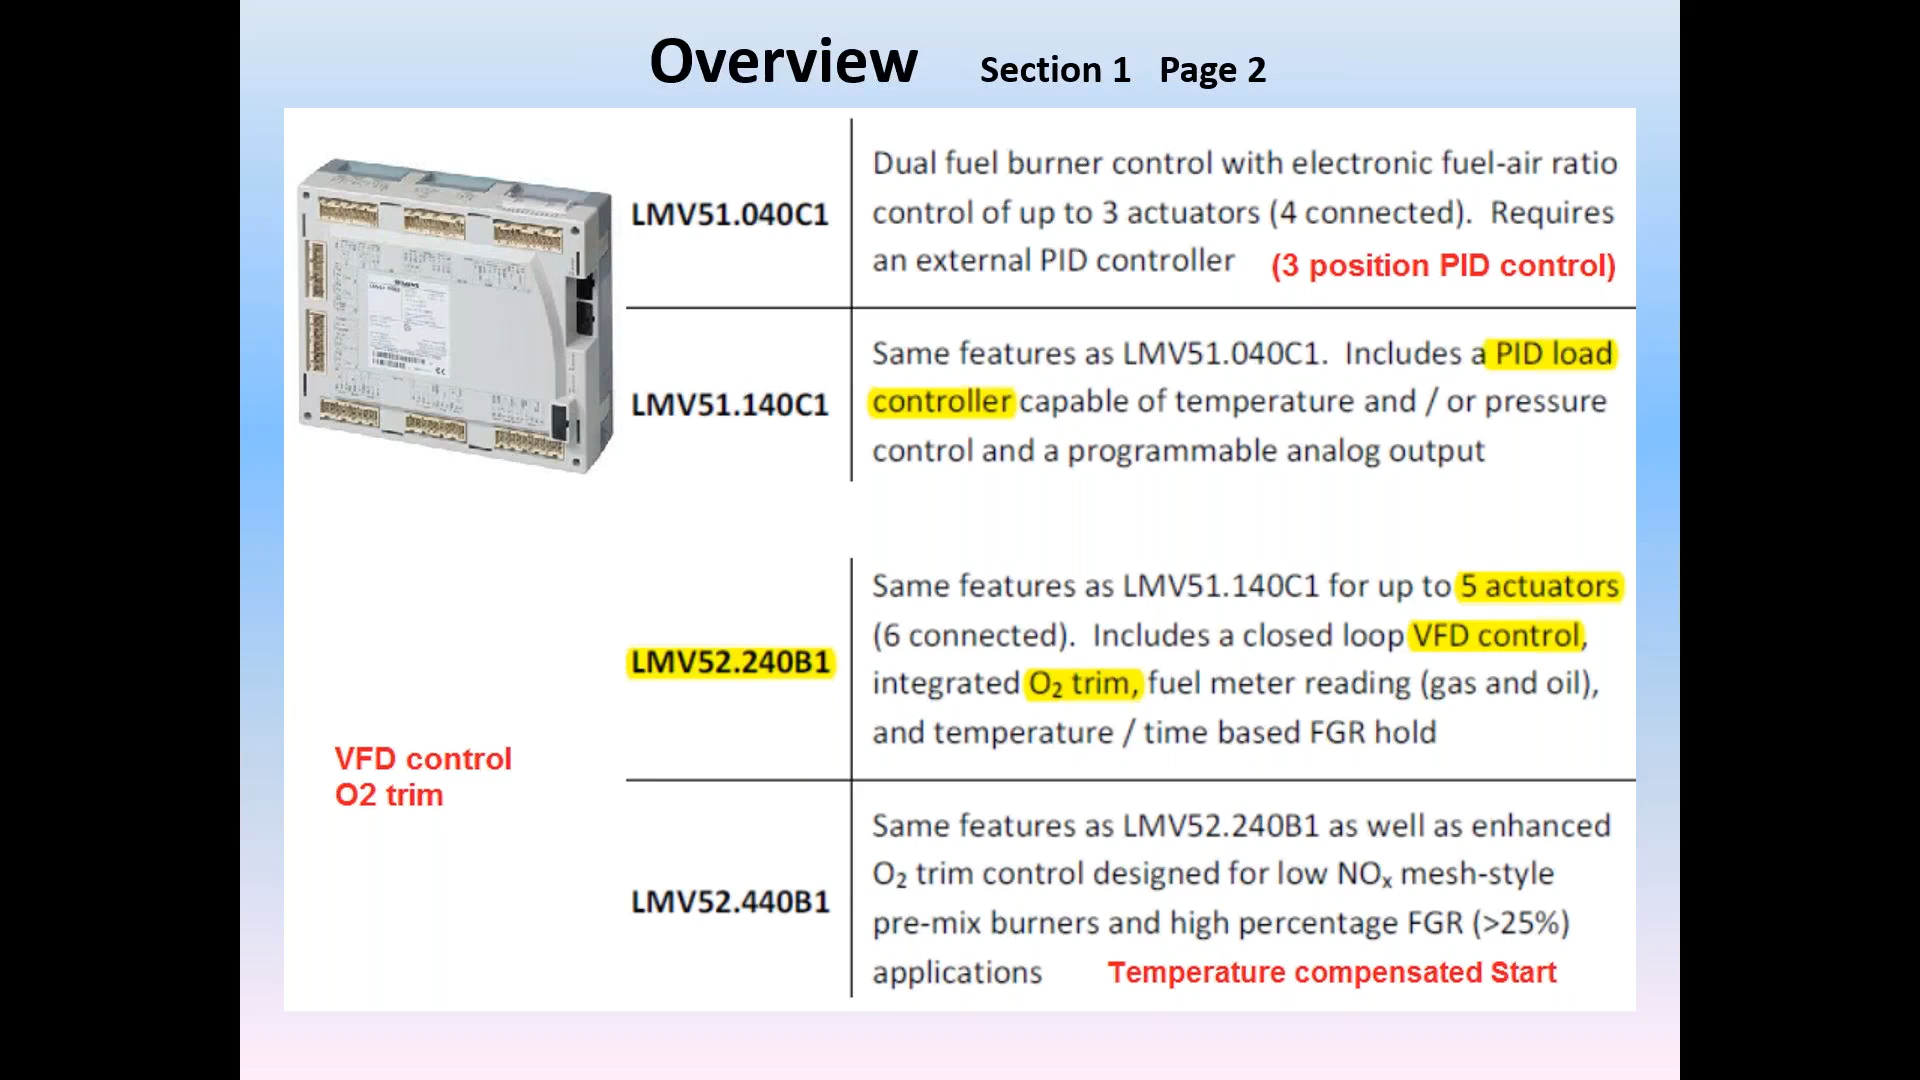 Overview Section 1 Page 2
Dual fuel burner control with electronic fuel-air ratio
LMV51.040C1 control of up to 3 actuators (4 connected). Requires
an external PID controller (3 position PID control)
Same features as LMV51.040C1. Includes a PID load
LMV51.140C1 controller capable of temperature and / or pressure
control and a programmable analog output
Same features as LMV51.140C1 for up to 5 actuators
(6 connected). Includes a closed loop VFD control,
LMV52.240B1
integrated O₂ trim, fuel meter reading (gas and oil),
and temperature / time based FGR hold
VFD control
O2 trim
Same features as LMV52.240B1 as well as enhanced
O₂ trim control designed for low NOₓ mesh-style
LMV52.440B1
pre-mix burners and high percentage FGR (>25%)
applications Temperature compensated Start